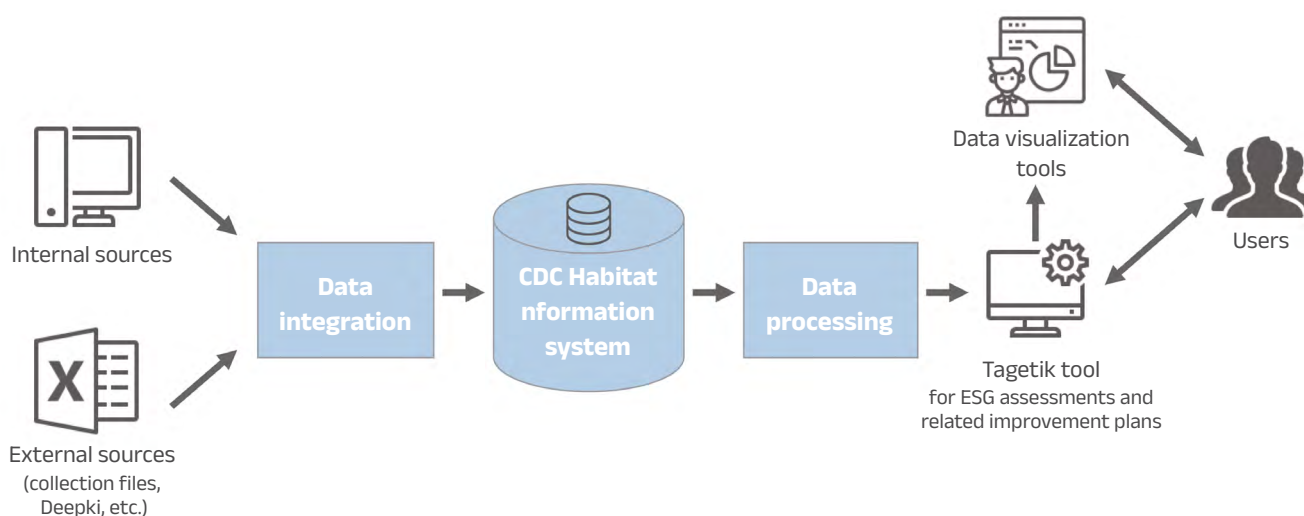 Internal sources
External sources
(collection files,
Deepki, etc.)
Data
integration
CDC Habitat
nformation
system
Data
processing
Data visualization
tools
Tagetik tool
for ESG assessments and
related improvement plans
Users
X